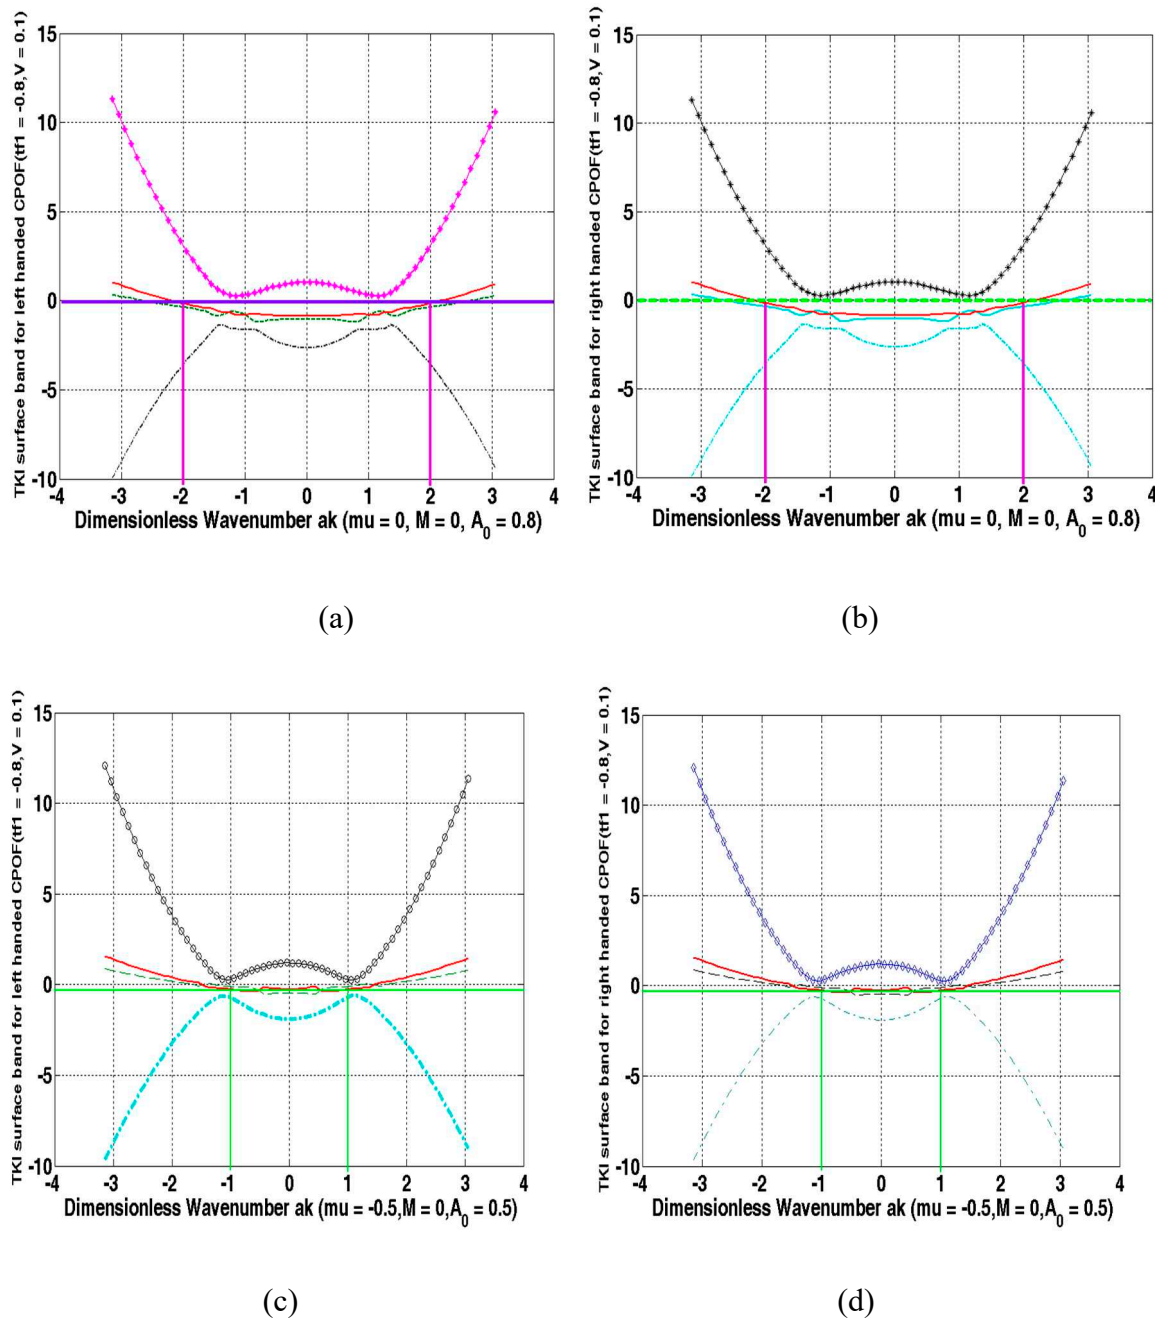 TKI surface band for left handed CPOF(tf1 = -0.8,V = 0.1)
15
10
5
0
-5
-10
-4 -3 -2 -1 0 1 2 3 4
Dimensionless Wavenumber ak (mu = 0, M = 0, A0 = 0.8)
(a)
TKI surface band for right handed CPOF(tf1 = -0.8,V = 0.1)
15
10
5
0
-5
-10
-4 -3 -2 -1 0 1 2 3 4
Dimensionless Wavenumber ak (mu = 0, M = 0, A0 = 0.8)
(b)
TKI surface band for left handed CPOF(tf1 = -0.8,V = 0.1)
15
10
5
0
-5
-10
-4 -3 -2 -1 0 1 2 3 4
Dimensionless Wavenumber ak (mu = -0.5,M = 0,A0 = 0.5)
(c)
TKI surface band for right handed CPOF(tf1 = -0.8,V = 0.1)
15
10
5
0
-5
-10
-4 -3 -2 -1 0 1 2 3 4
Dimensionless Wavenumber ak (mu = -0.5,M = 0,A0 = 0.5)
(d)